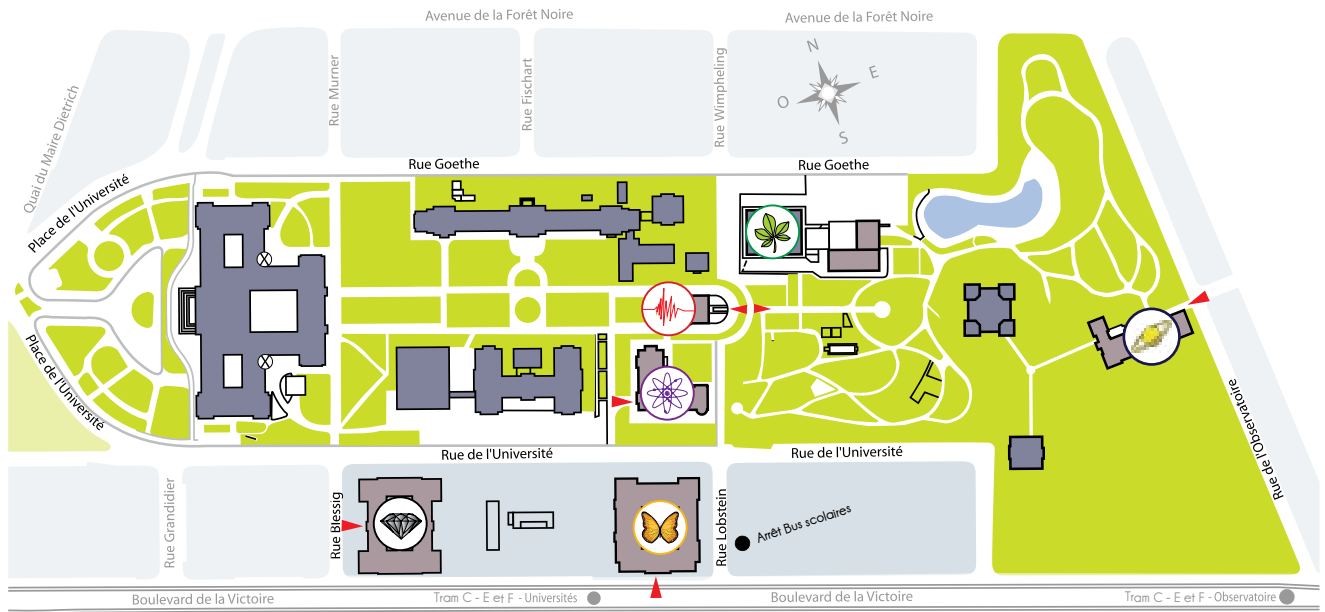 Avenue de la Forêt Noire
Avenue de la Forêt Noire
Quai du Maire Dietrich
Rue Murner
Rue Fischart
Rue Wimpheling
N
E
O
S
Rue Goethe
Rue Goethe
Place de l'Université
Place de l'Université
Rue de l'Observatoire
Rue de l'Université
Rue de l'Université
Rue Grandidier
Rue Blessig
Rue Lobstein
Arrêt Bus scolaires
Boulevard de la Victoire
Tram C - E et F - Universités
Boulevard de la Victoire
Tram C - E et F - Observatoire